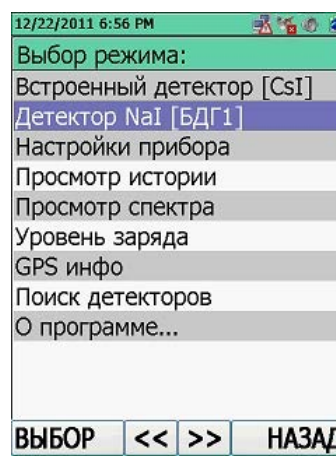 12/22/2011 6:56 PM
Выбор режима:
Встроенный детектор [CsI]
Детектор NaI [БДГ1]
Настройки прибора
Просмотр истории
Просмотр спектра
Уровень заряда
GPS инфо
Поиск детекторов
О программе...
ВЫБОР << >> НАЗАД